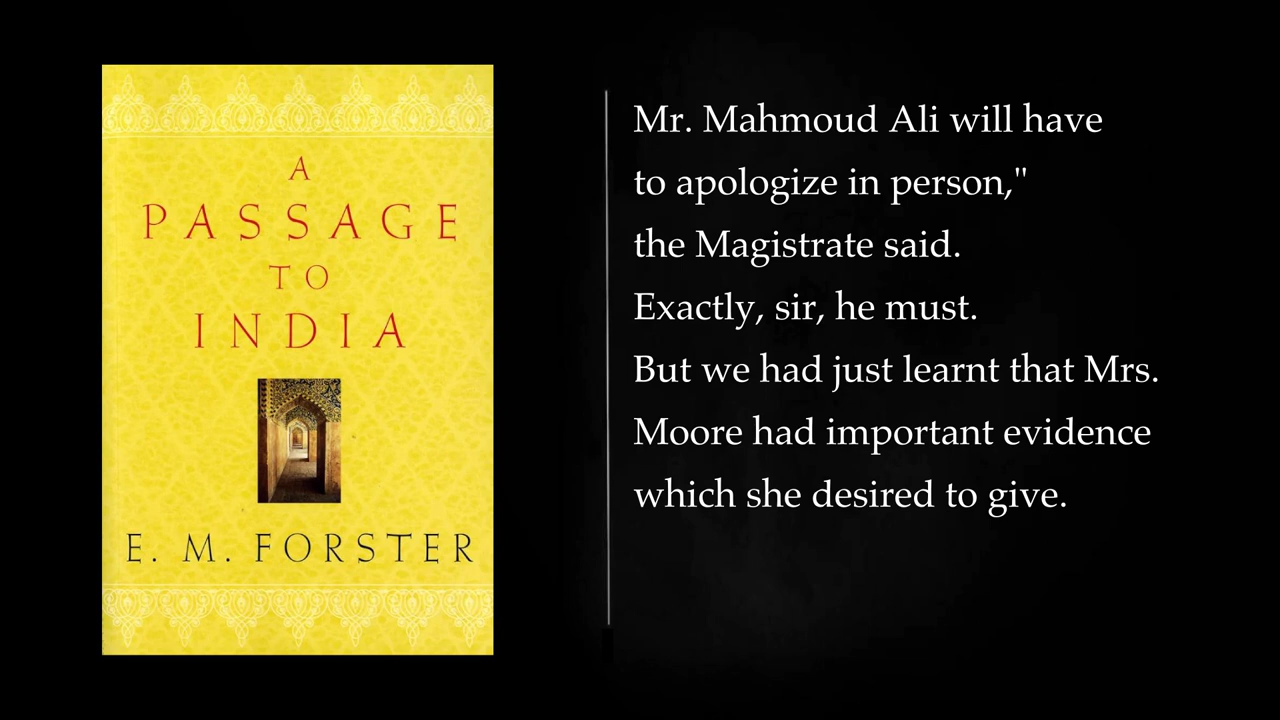 A
PASSAGE
TO
INDIA
E. M. FORSTER
Mr. Mahmoud Ali will have
to apologize in person,"
the Magistrate said.
Exactly, sir, he must.
But we had just learnt that Mrs.
Moore had important evidence
which she desired to give.